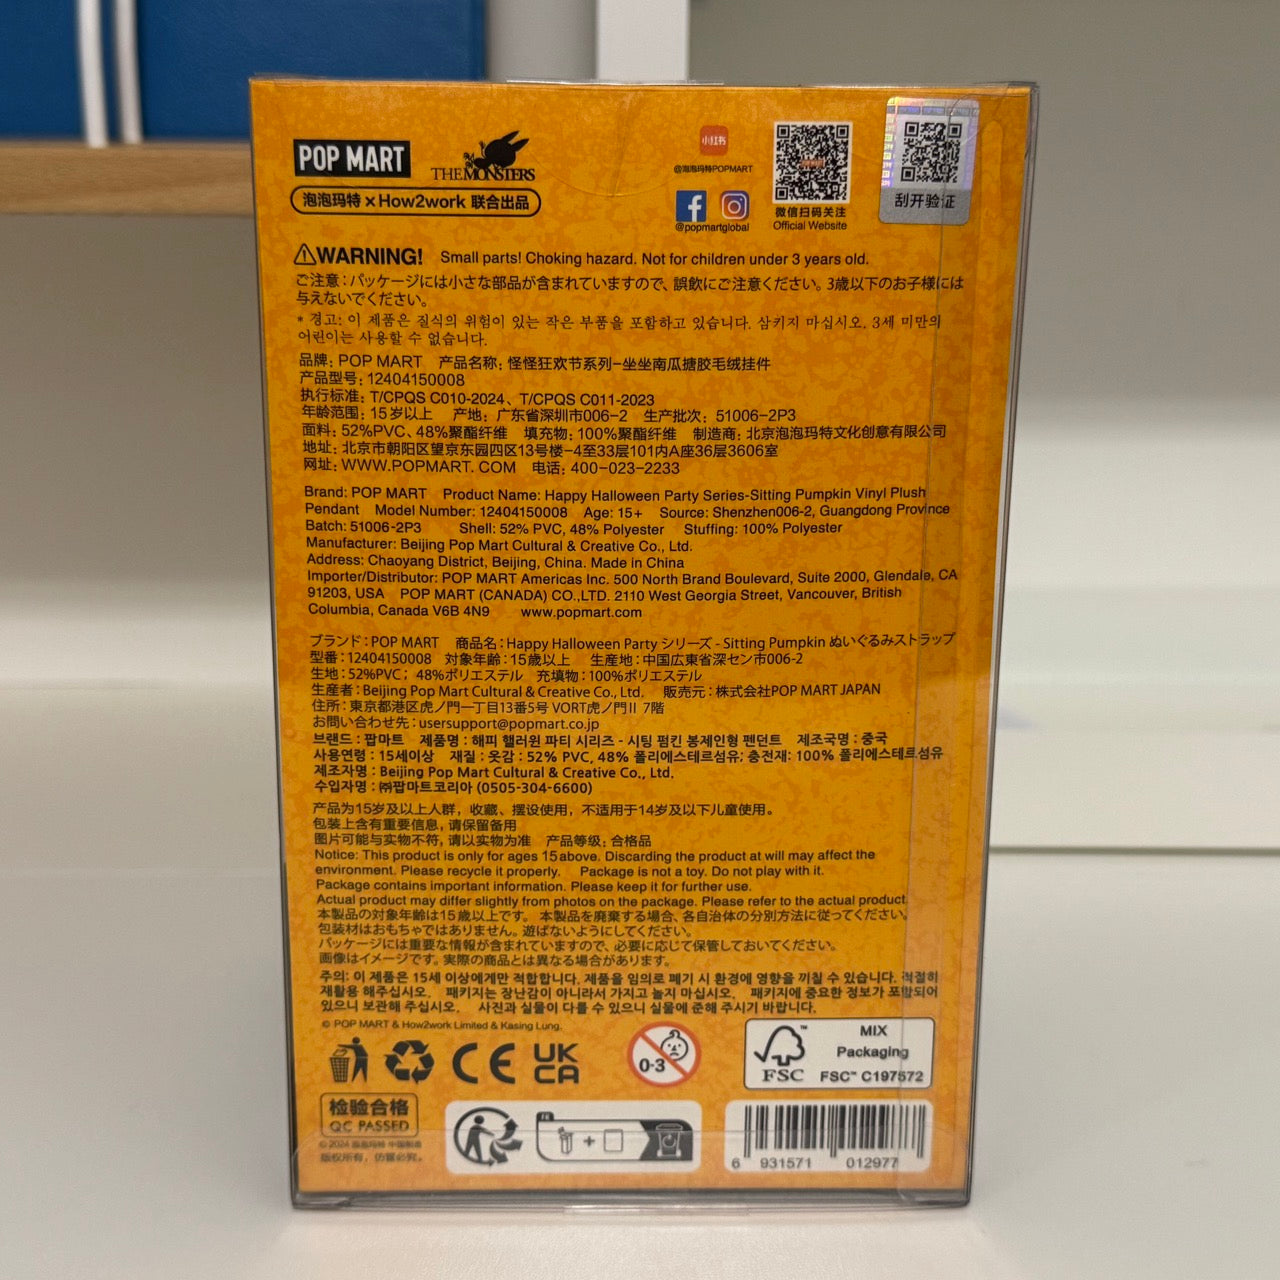 POP MART
THE MONSTERS
泡泡玛特 × How2work 联合出品
小红书
@泡泡玛特POPMART
@popmartglobal
微信扫码关注
Official Website
刮开验证
WARNING! Small parts! Choking hazard. Not for children under 3 years old.
ご注意：パッケージには小さな部品が含まれていますので、誤飲にご注意ください。3歳以下のお子様には
与えないでください。
* 경고: 이 제품은 질식의 위험이 있는 작은 부품을 포함하고 있습니다. 삼키지 마십시오. 3세 미만의
어린이는 사용할 수 없습니다.
品牌：POP MART 产品名称：怪怪狂欢节系列-坐坐南瓜搪胶毛绒挂件
产品型号：12404150008
执行标准：T/CPQS C010-2024、T/CPQS C011-2023
年龄范围：15岁以上 产地：广东省深圳市006-2 生产批次：51006-2P3
面料：52%PVC、48%聚酯纤维 填充物：100%聚酯纤维 制造商：北京泡泡玛特文化创意有限公司
地址：北京市朝阳区望京东园四区13号楼-4至33层101内A座36层3606室
网址：WWW.POPMART.COM 电话：400-023-2233
Brand: POP MART Product Name: Happy Halloween Party Series-Sitting Pumpkin Vinyl Plush
Pendant Model Number: 12404150008 Age: 15+ Source: Shenzhen006-2, Guangdong Province
Batch: 51006-2P3 Shell: 52% PVC, 48% Polyester Stuffing: 100% Polyester
Manufacturer: Beijing Pop Mart Cultural & Creative Co., Ltd.
Address: Chaoyang District, Beijing, China. Made in China
Importer/Distributor: POP MART Americas Inc. 500 North Brand Boulevard, Suite 2000, Glendale, CA
91203, USA POP MART (CANADA) CO.,LTD. 2110 West Georgia Street, Vancouver, British
Columbia, Canada V6B 4N9 www.popmart.com
ブランド：POP MART 商品名：Happy Halloween Party シリーズ - Sitting Pumpkin ぬいぐるみストラップ
型番：12404150008 対象年齢：15歳以上 生産地：中国広東省深セン市006-2
生地：52%PVC； 48%ポリエステル 充填物：100%ポリエステル
生産者：Beijing Pop Mart Cultural & Creative Co., Ltd. 販売元：株式会社POP MART JAPAN
住所：東京都港区虎ノ門一丁目13番5号 VORT虎ノ門II 7階
お問い合わせ先：usersupport@popmart.co.jp
브랜드 : 팝마트 제품명 : 해피 핼러윈 파티 시리즈 - 시팅 펌킨 봉제인형 펜던트 제조국명 : 중국
사용연령 : 15세이상 재질 : 옷감 : 52% PVC, 48% 폴리에스테르섬유; 충전재: 100% 폴리에스테르섬유
제조자명 : Beijing Pop Mart Cultural & Creative Co., Ltd.
수입자명 : ㈜팝마트코리아 (0505-304-6600)
产品为15岁及以上人群，收藏、摆设使用，不适用于14岁及以下儿童使用。
包装上含有重要信息，请保留备用
图片可能与实物不符，请以实物为准 产品等级：合格品
Notice: This product is only for ages 15 above. Discarding the product at will may affect the
environment. Please recycle it properly. Package is not a toy. Do not play with it.
Package contains important information. Please keep it for further use.
Actual product may differ slightly from photos on the package. Please refer to the actual product.
本製品の対象年齢は15歳以上です。 本製品を廃棄する場合、各自治体の分別方法に従ってください。
包装材はおもちゃではありません。遊ばないようにしてください。
パッケージには重要な情報が含まれていますので、必要に応じて保管しておいてください。
画像はイメージです。実際の商品とは異なる場合があります。
주의: 이 제품은 15세 이상에게만 적합합니다. 제품을 임의로 폐기 시 환경에 영향을 끼칠 수 있습니다. 적절히
재활용 해주십시오. 패키지는 장난감이 아니라서 가지고 놀지 마십시오. 패키지에 중요한 정보가 포함되어
있으니 보관해 주십시오. 사진과 실물이 다를 수 있으니 실물에 준해 주시기 바랍니다.
© POP MART & How2work Limited & Kasing Lung.
CE
UK
CA
0-3
FSC™
MIX
Packaging
FSC™ C197572
检验合格
QC PASSED
©2024 泡泡玛特 中国制造
版权所有，仿冒必究。
FR
6 931571 012977